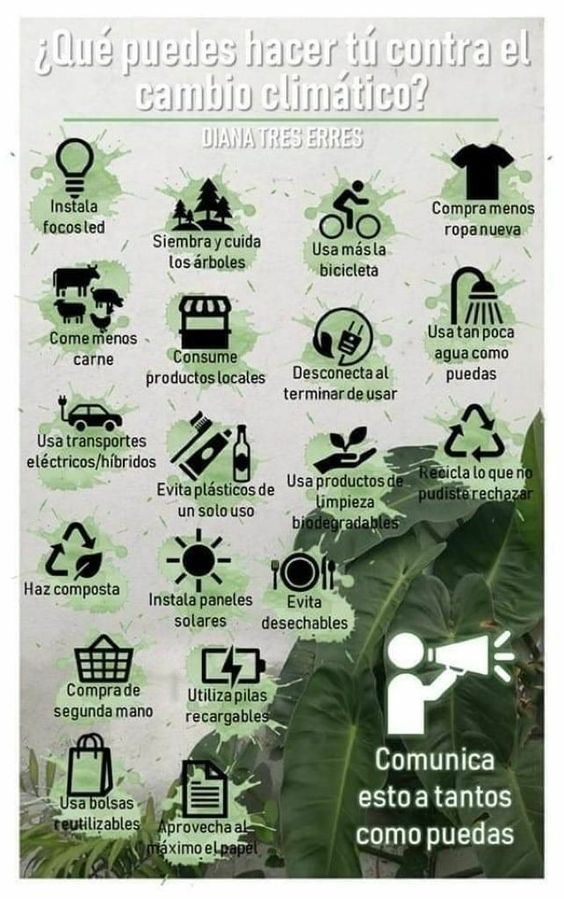 ¿Qué puedes hacer tú contra el
cambio climático?
DIANA TRES ERRES
Instala
focos led
Siembra y cuida
los árboles
Usa más la
bicicleta
Compra menos
ropa nueva
Come menos
carne
Consume
productos locales
Desconecta al
terminar de usar
Usa tan poca
agua como
puedas
Usa transportes
eléctricos/híbridos
Evita plásticos de
un solo uso
Usa productos de
limpieza
biodegradables
Recicla lo que no
pudiste rechazar
Haz composta
Instala paneles
solares
Evita
desechables
Compra de
segunda mano
Utiliza pilas
recargables
Usa bolsas
reutilizables
Aprovecha al
máximo el papel
Comunica
esto a tantos
como puedas